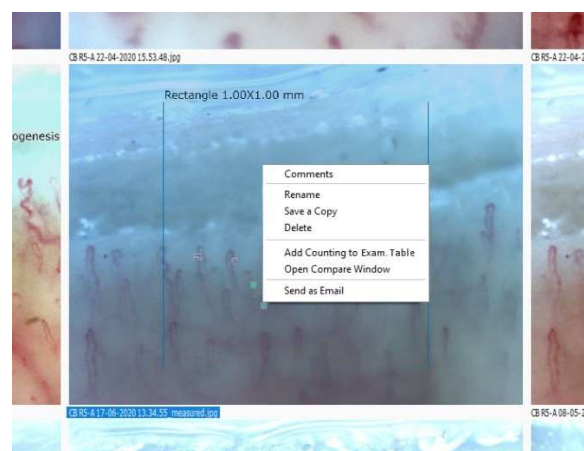 CB R5-A 22-04-2020 15.53.48.jpg
CB R5-A 22-04-2
Rectangle 1.00X1.00 mm
ogenesis
Comments
Rename
Save a Copy
Delete
Add Counting to Exam. Table
Open Compare Window
Send as Email
CB R5-A 17-06-2020 13.34.55_measured.jpg
CB R5-A 08-05-2